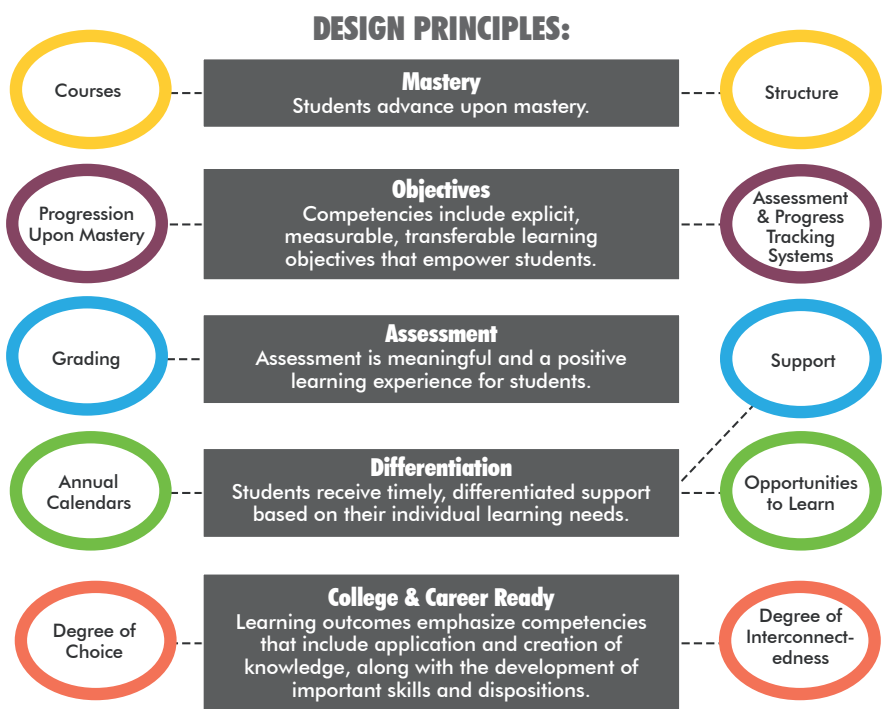 DESIGN PRINCIPLES:
Courses
Mastery
Students advance upon mastery.
Structure
Progression
Upon Mastery
Objectives
Competencies include explicit,
measurable, transferable learning
objectives that empower students.
Assessment
& Progress
Tracking
Systems
Grading
Assessment
Assessment is meaningful and a positive
learning experience for students.
Support
Annual
Calendars
Differentiation
Students receive timely, differentiated support
based on their individual learning needs.
Opportunities
to Learn
Degree of
Choice
College & Career Ready
Learning outcomes emphasize competencies
that include application and creation of
knowledge, along with the development of
important skills and dispositions.
Degree of
Interconnect-
edness